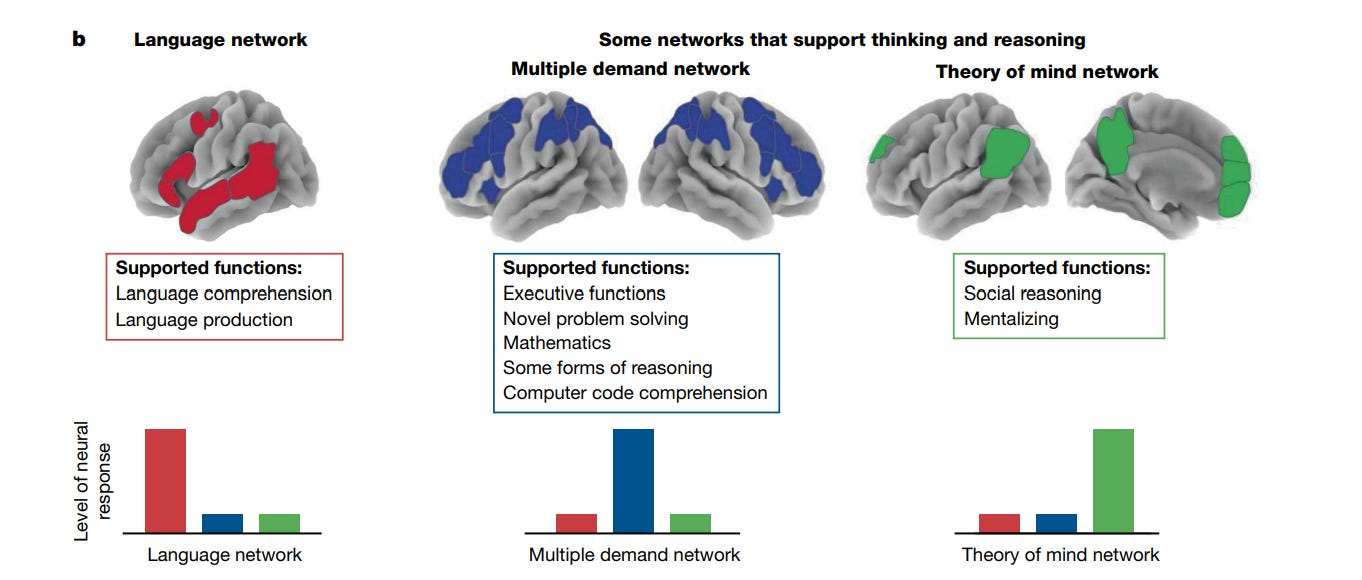 b
Language network
Some networks that support thinking and reasoning
Multiple demand network
Theory of mind network
Supported functions:
Language comprehension
Language production
Supported functions:
Executive functions
Novel problem solving
Mathematics
Some forms of reasoning
Computer code comprehension
Supported functions:
Social reasoning
Mentalizing
Level of neural
response
Language network
Multiple demand network
Theory of mind network